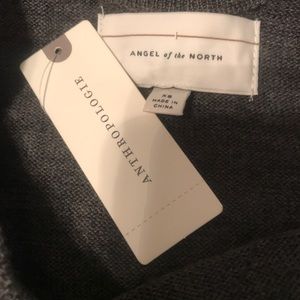 ANGEL of the NORTH
XS
MADE IN
CHINA
ANTHROPOLOGIE